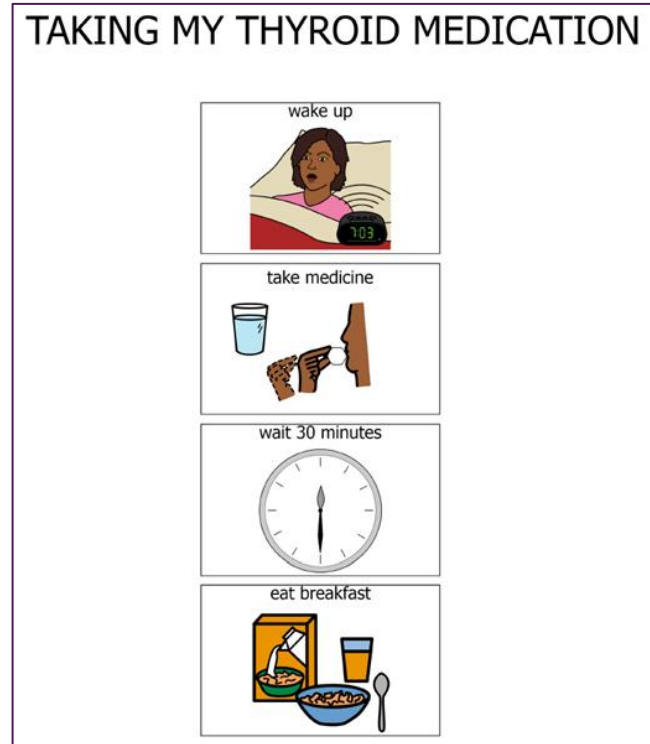 TAKING MY THYROID MEDICATION
wake up
7:03
take medicine
wait 30 minutes
eat breakfast